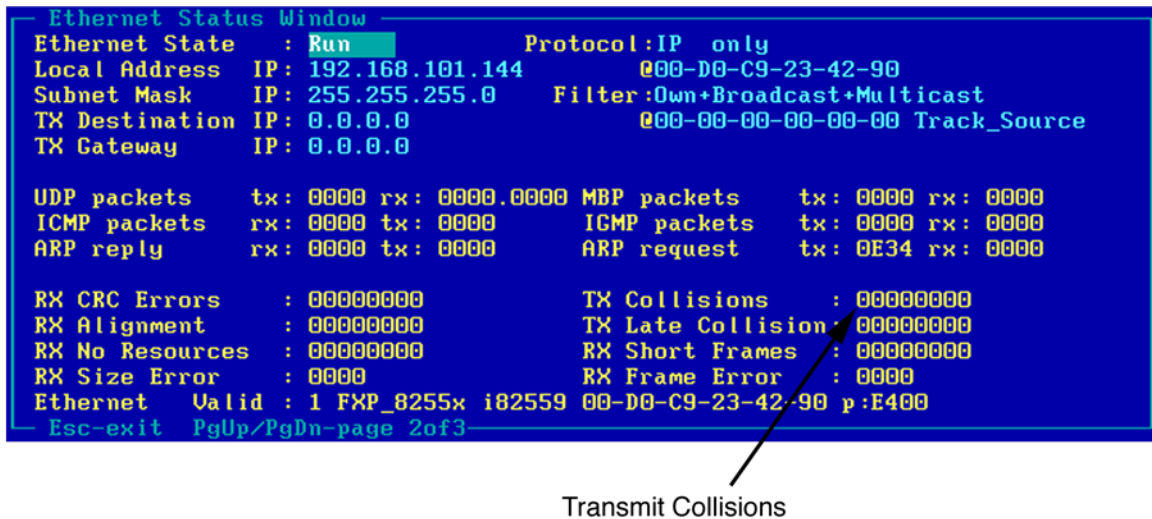 Ethernet Status Window
Ethernet State : Run Protocol:IP only
Local Address IP: 192.168.101.144 @00-D0-C9-23-42-90
Subnet Mask IP: 255.255.255.0 Filter:Own+Broadcast+Multicast
TX Destination IP: 0.0.0.0 @00-00-00-00-00-00 Track_Source
TX Gateway IP: 0.0.0.0
UDP packets tx: 0000 rx: 0000.0000 MBP packets tx: 0000 rx: 0000
ICMP packets rx: 0000 tx: 0000 IGMP packets tx: 0000 rx: 0000
ARP reply rx: 0000 tx: 0000 ARP request tx: 0E34 rx: 0000
RX CRC Errors : 00000000 TX Collisions : 00000000
RX Alignment : 00000000 TX Late Collision: 00000000
RX No Resources : 00000000 RX Short Frames : 00000000
RX Size Error : 0000 RX Frame Error : 0000
Ethernet Valid : 1 FXP_8255x i82559 00-D0-C9-23-42-90 p:E400
Esc-exit PgUp/PgDn-page 2of3
Transmit Collisions